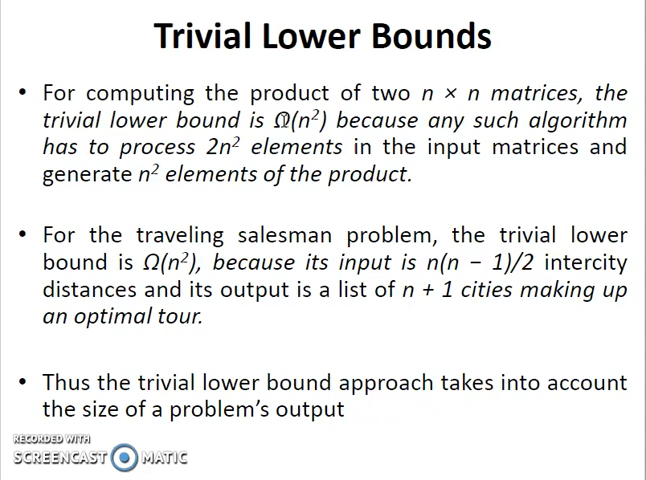 Trivial Lower Bounds
• For computing the product of two n × n matrices, the
trivial lower bound is Ω(n²) because any such algorithm
has to process 2n² elements in the input matrices and
generate n² elements of the product.
• For the traveling salesman problem, the trivial lower
bound is Ω(n²), because its input is n(n − 1)/2 intercity
distances and its output is a list of n + 1 cities making up
an optimal tour.
• Thus the trivial lower bound approach takes into account
the size of a problem’s output
RECORDED WITH
SCREENCAST MATIC